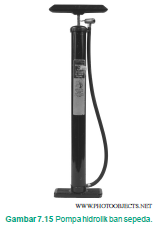 WWW.PHOTOOBJECTS.NET
Gambar 7.15 Pompa hidrolik ban sepeda.